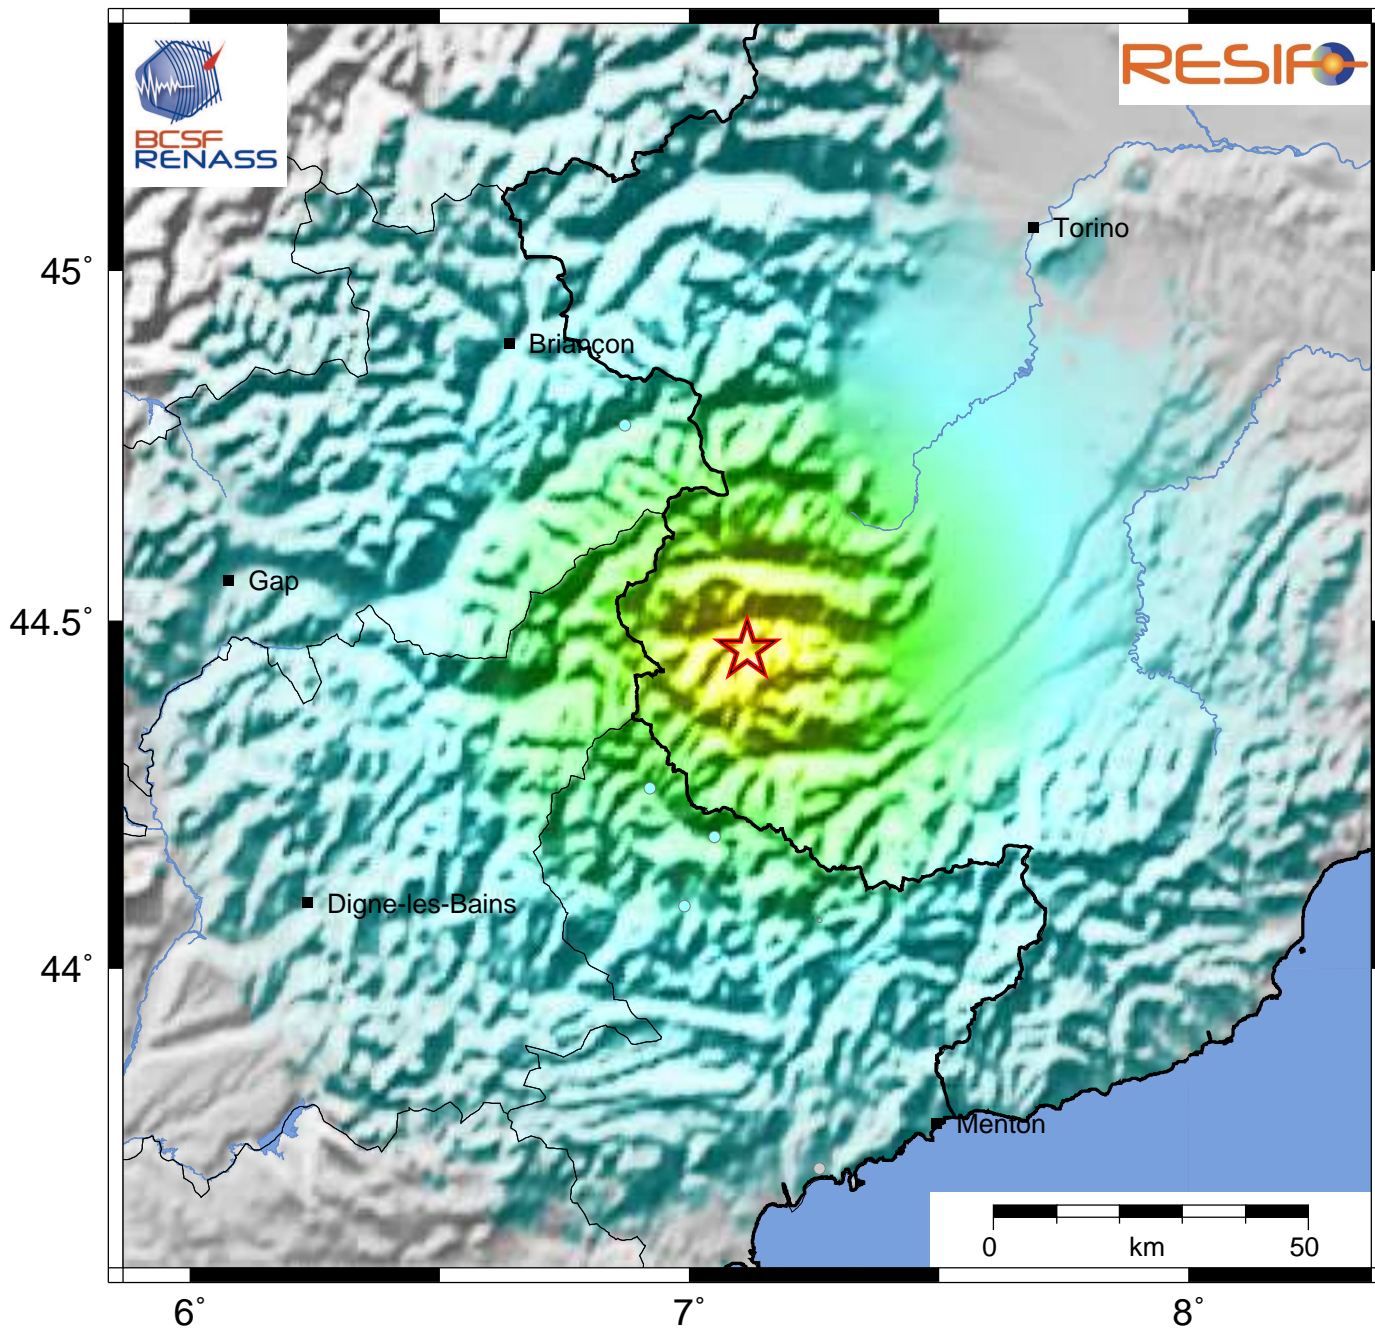 BCSF
RENASS
RESIF
Torino
45°
Briançon
Gap
44.5°
Digne-les-Bains
44°
Menton
0 km 50
6° 7° 8°